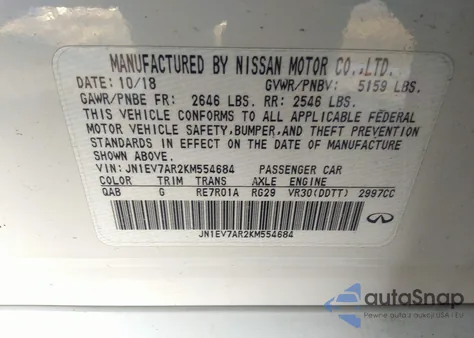 MANUFACTURED BY NISSAN MOTOR CO.,LTD.
DATE: 10/18 GVWR/PNBV: 5159 LBS.
GAWR/PNBE FR: 2646 LBS. RR: 2546 LBS.
THIS VEHICLE CONFORMS TO ALL APPLICABLE FEDERAL
MOTOR VEHICLE SAFETY, BUMPER, AND THEFT PREVENTION
STANDARDS IN EFFECT ON THE DATE OF MANUFACTURE
SHOWN ABOVE.
VIN: JN1EV7AR2KM554684 PASSENGER CAR
COLOR TRIM TRANS AXLE ENGINE
QAB G RE7R01A RG29 VR30(DDTT) 2997CC
JN1EV7AR2KM554684
autoSnap